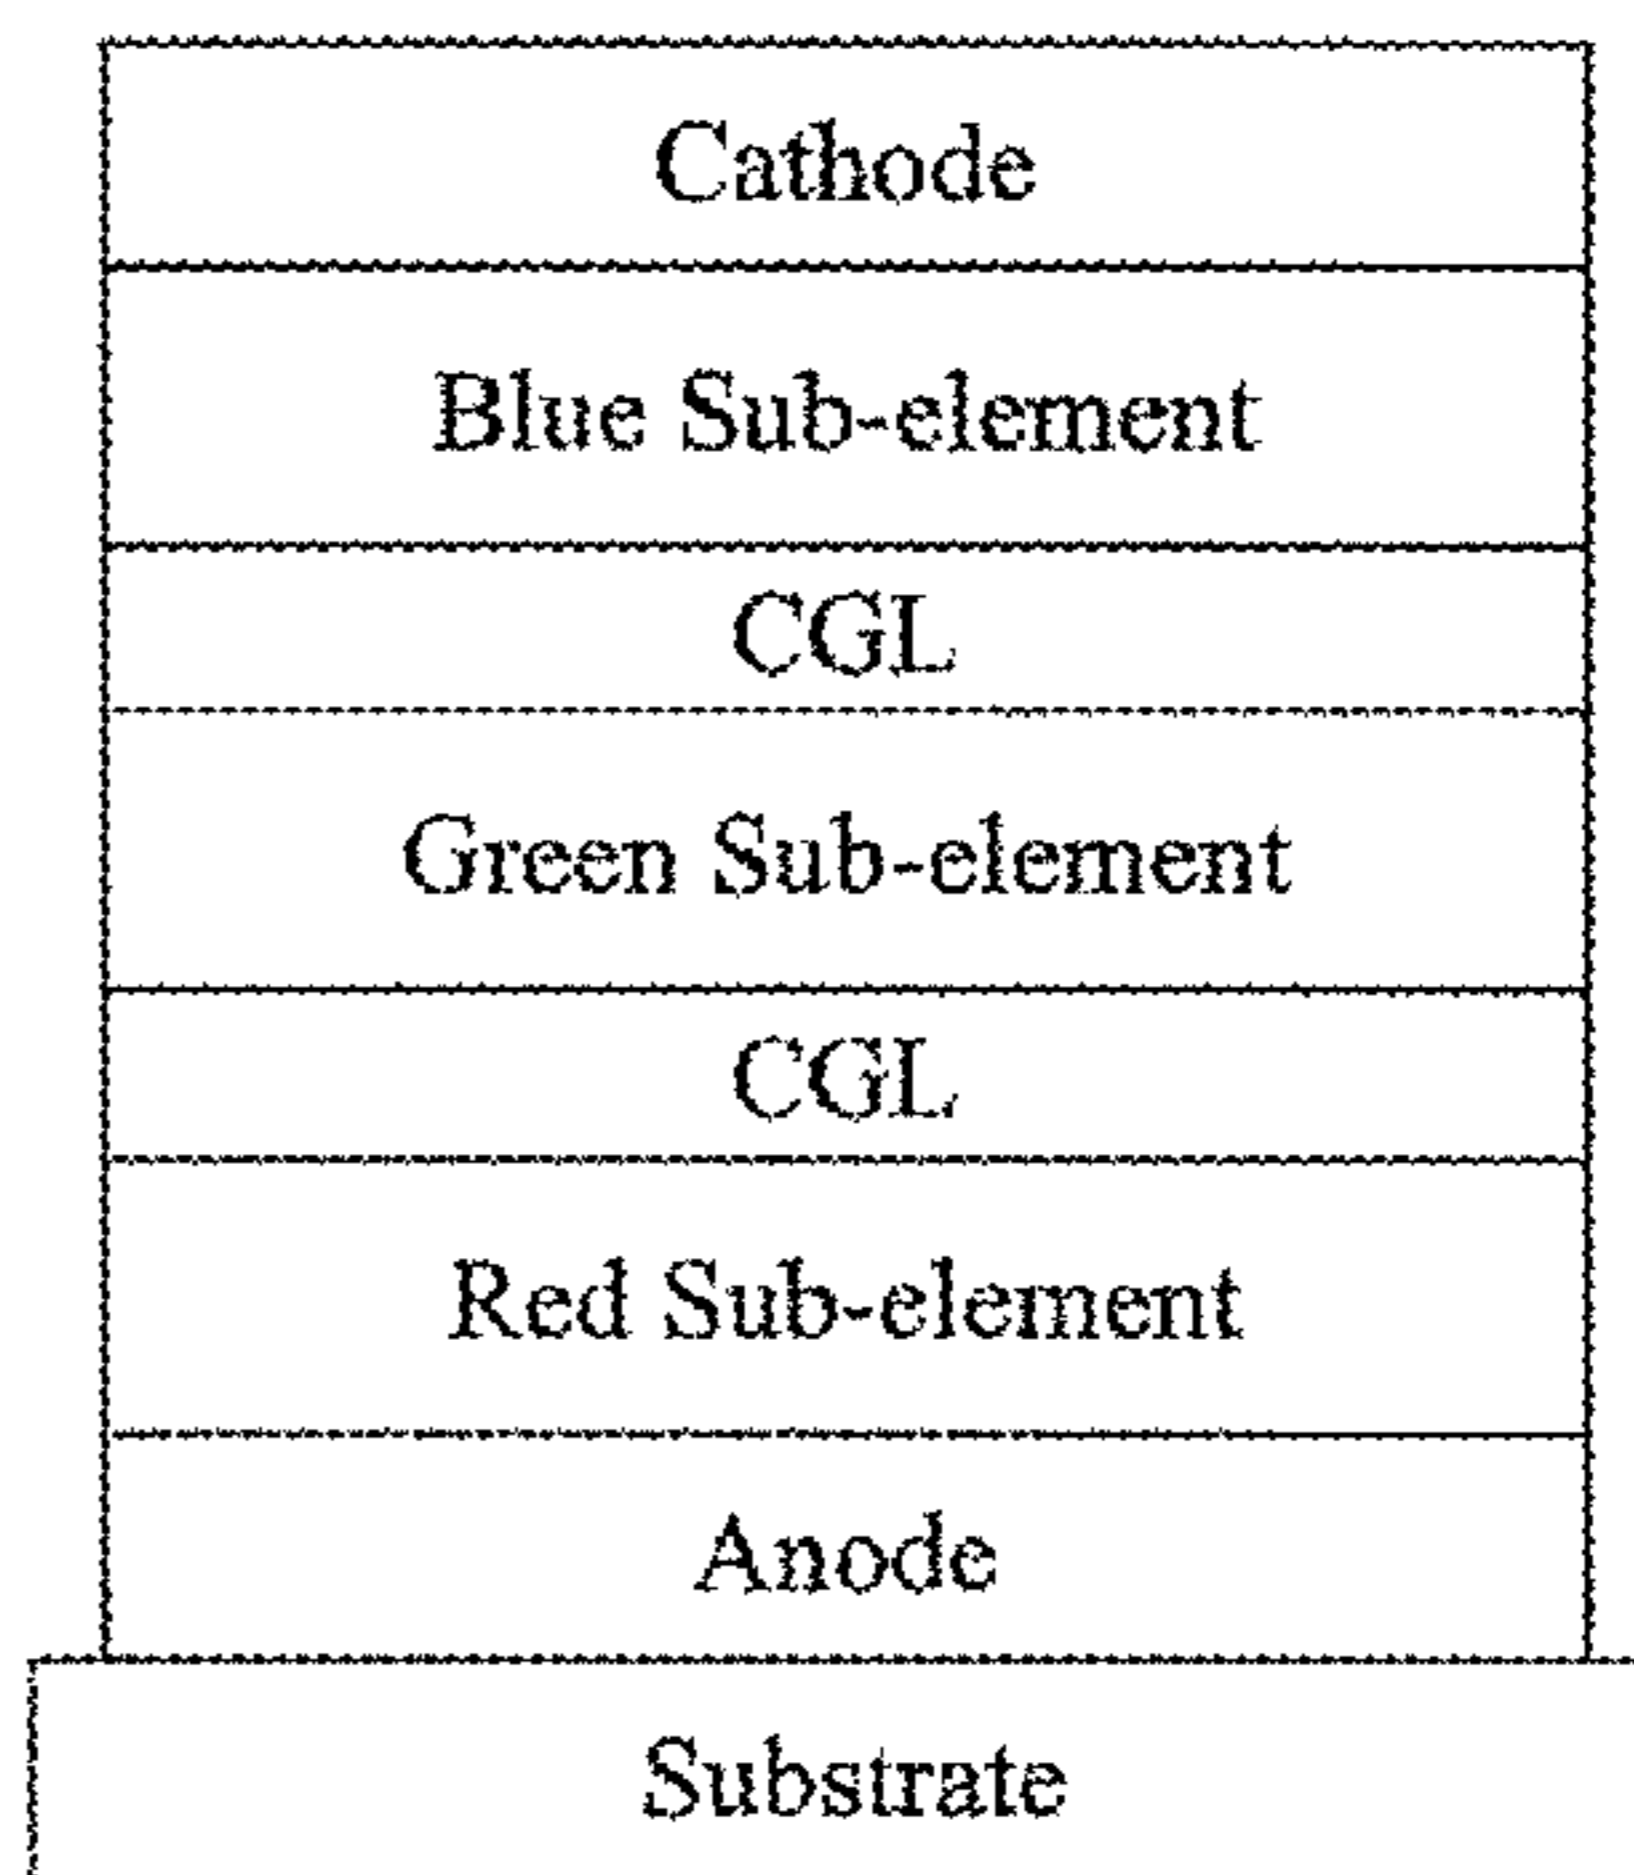 Cathode
Blue Sub-element
CGL
Green Sub-element
CGL
Red Sub-element
Anode
Substrate